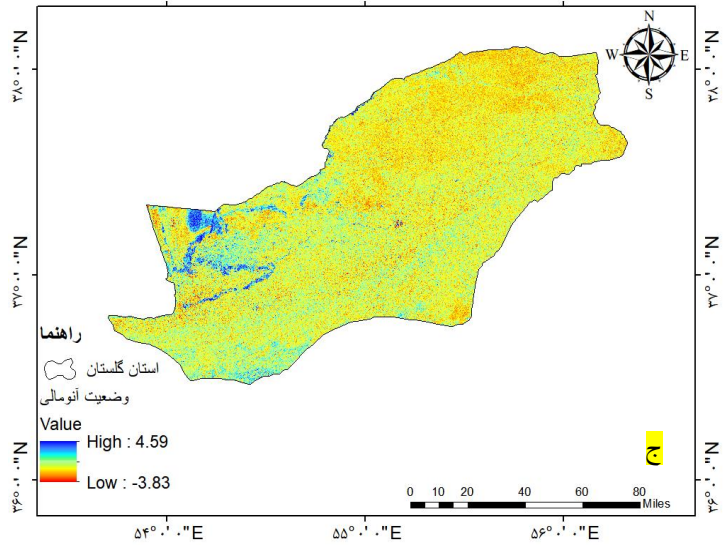 N
W E
S
۳۸°۰'۰"N
۳۸°۰'۰"N
۳۷°۰'۰"N
۳۷°۰'۰"N
راهنما
استان گلستان
وضعیت آنومالی
Value
High : 4.59
Low : -3.83
ج
۳۶°۰'۰"N
۳۶°۰'۰"N
0 10 20 40 60 80
Miles
۵۴°۰'۰"E
۵۵°۰'۰"E
۵۶°۰'۰"E